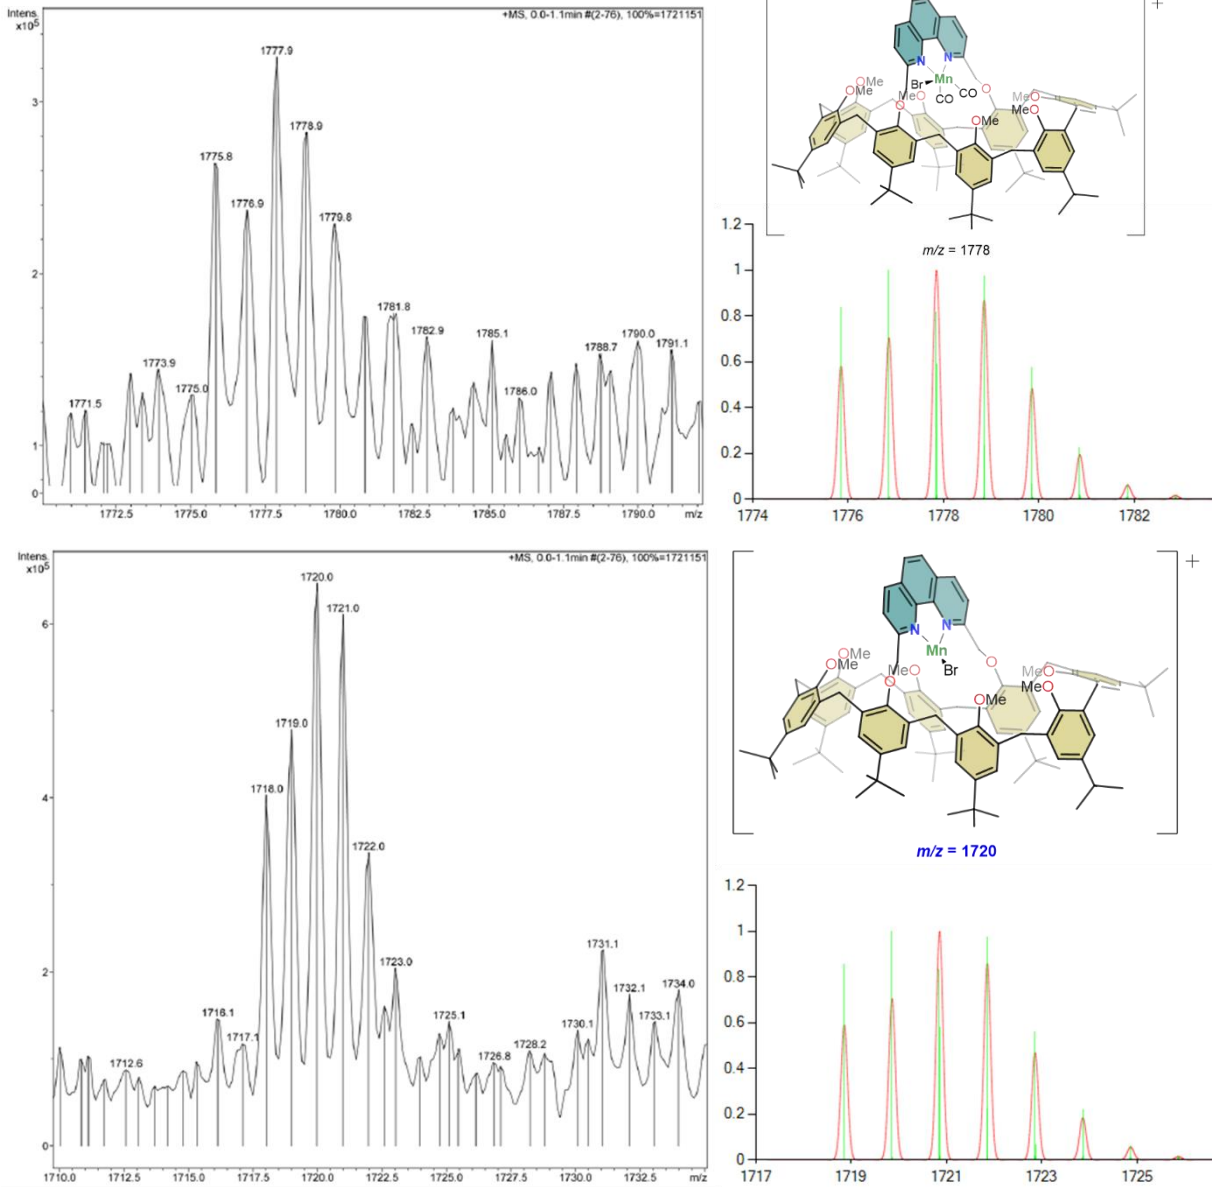 Intens.
x10⁵
+MS, 0.0-1.1min #(2-76), 100%=1721151
1777.9
3
1778.9
1775.8
1776.9
1779.8
2
1781.8
1782.9
1785.1
1790.0
1788.7
1791.1
1773.9
1775.0
1771.5
1786.0
1
0
1772.5 1775.0 1777.5 1780.0 1782.5 1785.0 1787.5 1790.0 m/z
+
N N
Br Mn
CO CO
OMe
OMe
MeO
O
O
OMe
MeO
MeO
m/z = 1778
1.2
1
0.8
0.6
0.4
0.2
0
1774 1776 1778 1780 1782
Intens.
x10⁵
+MS, 0.0-1.1min #(2-76), 100%=1721151
1720.0
1721.0
6
1719.0
1718.0
4
1722.0
1723.0
1731.1
2
1732.1
1734.0
1733.1
1716.1
1717.1
1725.1
1730.1
1712.6
1726.8
1728.2
0
1710.0 1712.5 1715.0 1717.5 1720.0 1722.5 1725.0 1727.5 1730.0 1732.5 m/z
+
N N
Mn
Br
OMe
OMe
MeO
O
O
OMe
MeO
MeO
m/z = 1720
1.2
1
0.8
0.6
0.4
0.2
0
1717 1719 1721 1723 1725